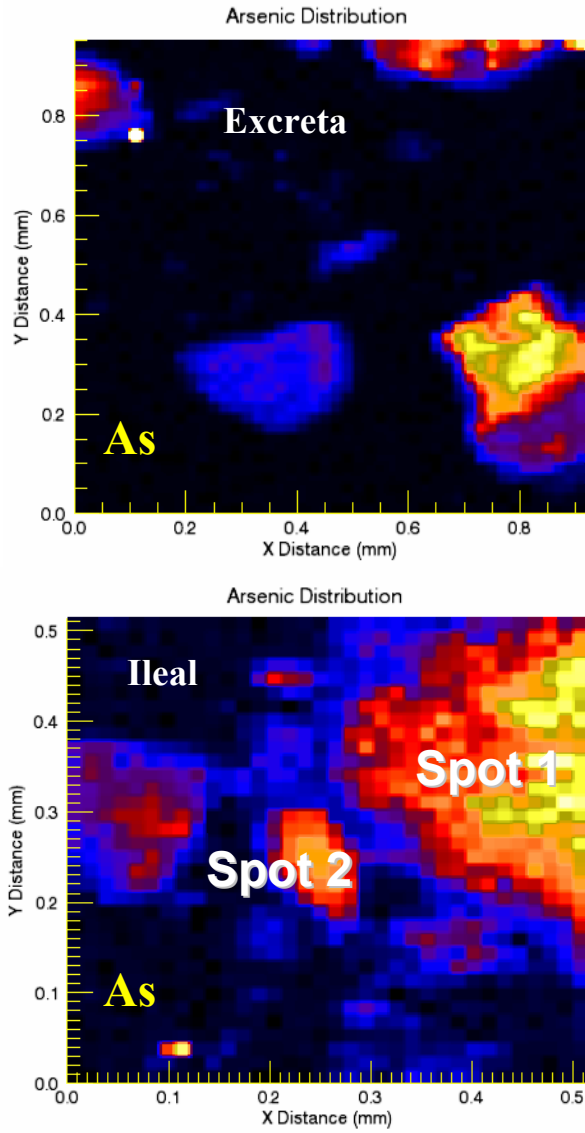 Arsenic Distribution
Excreta
0.8
0.6
0.4
0.2
0.0
Y Distance (mm)
As
0.0 0.2 0.4 0.6 0.8
X Distance (mm)
Arsenic Distribution
Ileal
0.5
0.4
0.3
0.2
0.1
0.0
Y Distance (mm)
Spot 1
Spot 2
As
0.0 0.1 0.2 0.3 0.4 0.5
X Distance (mm)